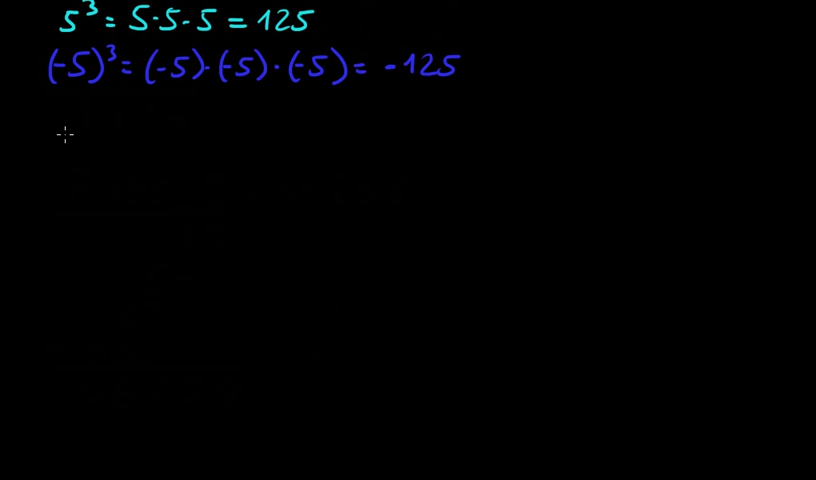 5³ = 5·5·5 = 125
(-5)³ = (-5)·(-5)·(-5) = -125